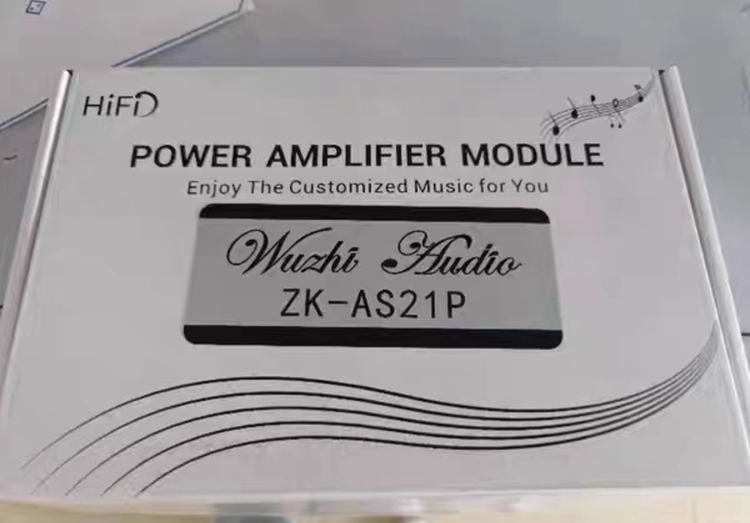 HiFi
POWER AMPLIFIER MODULE
Enjoy The Customized Music for You
Wuzhi Audio
ZK-AS21P